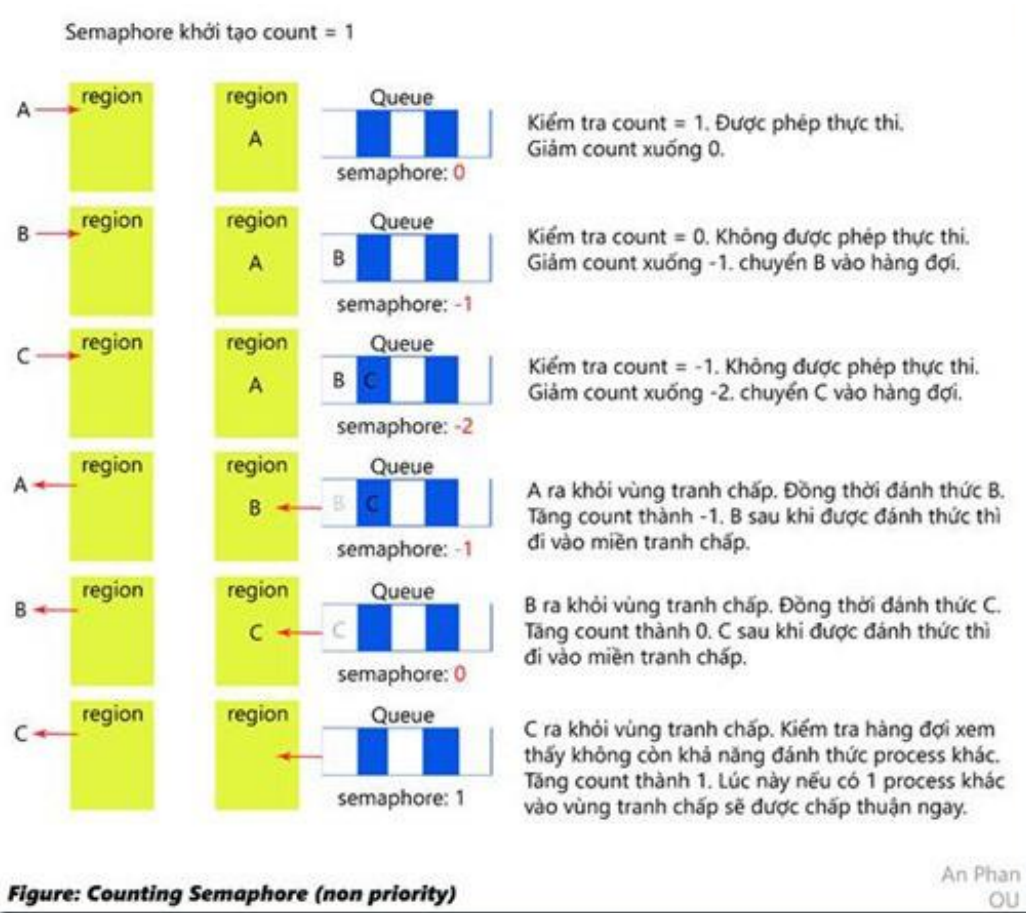 Semaphore khởi tạo count = 1
A
region
region
A
Queue
semaphore: 0
Kiểm tra count = 1. Được phép thực thi.
Giảm count xuống 0.
B
region
region
A
Queue
B
semaphore: -1
Kiểm tra count = 0. Không được phép thực thi.
Giảm count xuống -1. chuyển B vào hàng đợi.
C
region
region
A
Queue
B C
semaphore: -2
Kiểm tra count = -1. Không được phép thực thi.
Giảm count xuống -2. chuyển C vào hàng đợi.
A
region
region
B
Queue
B C
semaphore: -1
A ra khỏi vùng tranh chấp. Đồng thời đánh thức B.
Tăng count thành -1. B sau khi được đánh thức thì
đi vào miền tranh chấp.
B
region
region
C
Queue
C
semaphore: 0
B ra khỏi vùng tranh chấp. Đồng thời đánh thức C.
Tăng count thành 0. C sau khi được đánh thức thì
đi vào miền tranh chấp.
C
region
region
Queue
semaphore: 1
C ra khỏi vùng tranh chấp. Kiểm tra hàng đợi xem
thấy không còn khả năng đánh thức process khác.
Tăng count thành 1. Lúc này nếu có 1 process khác
vào vùng tranh chấp sẽ được chấp thuận ngay.
Figure: Counting Semaphore (non priority)
An Phan
OU